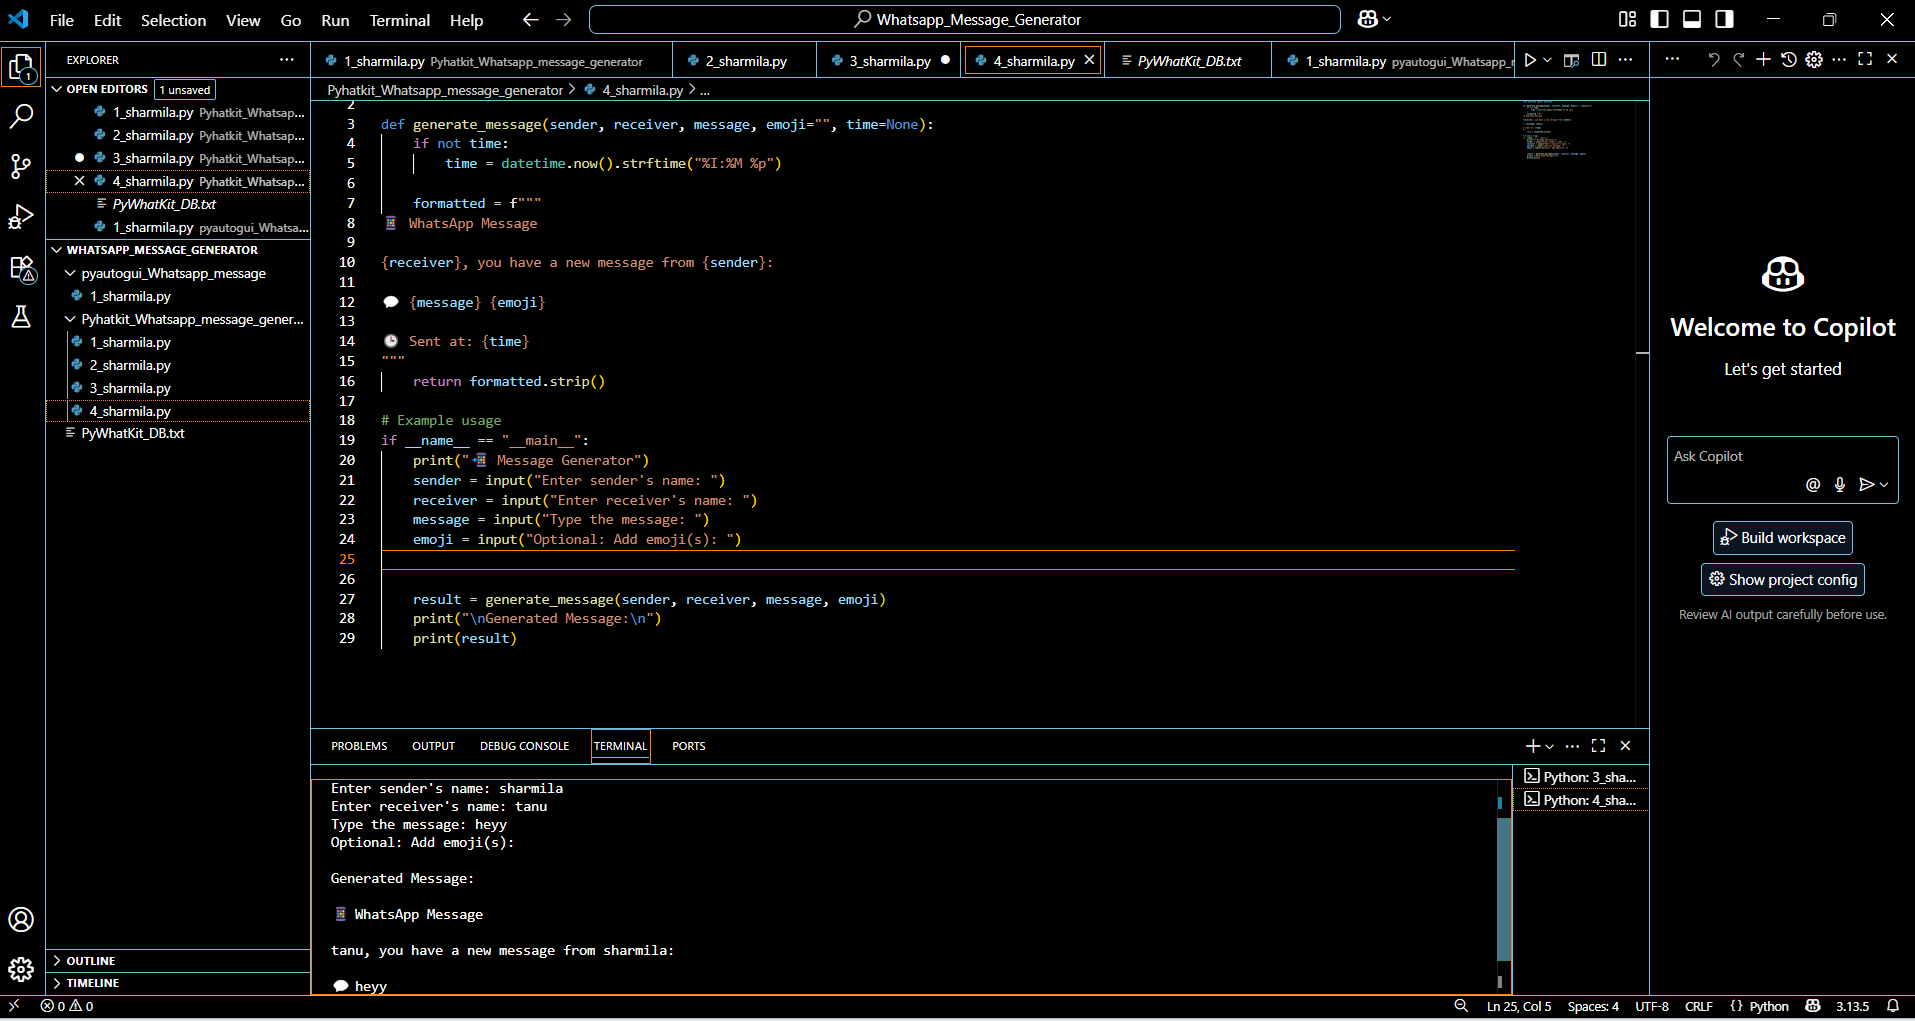 File Edit Selection View Go Run Terminal Help
Whatsapp_Message_Generator
EXPLORER
OPEN EDITORS 1 unsaved
1_sharmila.py Pyhatkit_Whatsap...
2_sharmila.py Pyhatkit_Whatsap...
3_sharmila.py Pyhatkit_Whatsap...
4_sharmila.py Pyhatkit_Whatsap...
PyWhatKit_DB.txt
1_sharmila.py pyautogui_Whatsa...
WHATSAPP_MESSAGE_GENERATOR
pyautogui_Whatsapp_message
1_sharmila.py
Pyhatkit_Whatsapp_message_gener...
1_sharmila.py
2_sharmila.py
3_sharmila.py
4_sharmila.py
PyWhatKit_DB.txt
OUTLINE
TIMELINE
1_sharmila.py Pyhatkit_Whatsapp_message_generator
2_sharmila.py
3_sharmila.py
4_sharmila.py
PyWhatKit_DB.txt
1_sharmila.py pyautogui_Whatsapp_r
Pyhatkit_Whatsapp_message_generator > 4_sharmila.py > ...
2
3 def generate_message(sender, receiver, message, emoji="", time=None):
4 if not time:
5 time = datetime.now().strftime("%I:%M %p")
6
7 formatted = f"""
8 📱 WhatsApp Message
9
10 {receiver}, you have a new message from {sender}:
11
12 💬 {message} {emoji}
13
14 🕒 Sent at: {time}
15 """
16 return formatted.strip()
17
18 # Example usage
19 if __name__ == "__main__":
20 print("📲 Message Generator")
21 sender = input("Enter sender's name: ")
22 receiver = input("Enter receiver's name: ")
23 message = input("Type the message: ")
24 emoji = input("Optional: Add emoji(s): ")
25
26
27 result = generate_message(sender, receiver, message, emoji)
28 print("\nGenerated Message:\n")
29 print(result)
PROBLEMS OUTPUT DEBUG CONSOLE TERMINAL PORTS
Enter sender's name: sharmila
Enter receiver's name: tanu
Type the message: heyy
Optional: Add emoji(s):
Generated Message:
📱 WhatsApp Message
tanu, you have a new message from sharmila:
💬 heyy
Python: 3_sha...
Python: 4_sha...
Welcome to Copilot
Let's get started
Ask Copilot
Build workspace
Show project config
Review AI output carefully before use.
0 0
Ln 25, Col 5 Spaces: 4 UTF-8 CRLF {} Python 3.13.5